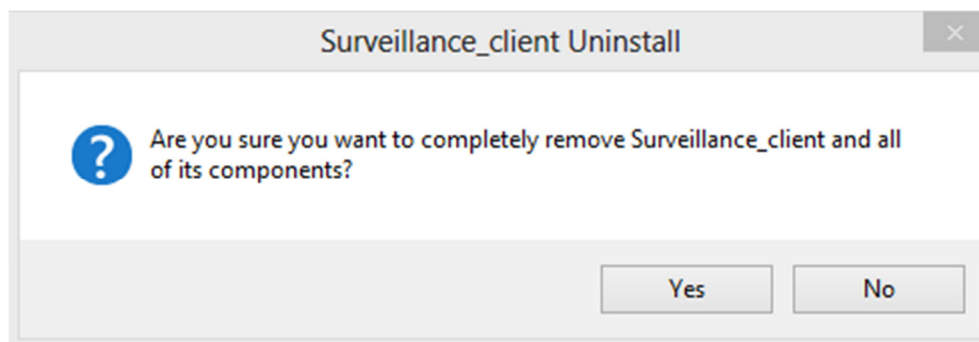 Surveillance_client Uninstall
Are you sure you want to completely remove Surveillance_client and all
of its components?
Yes No